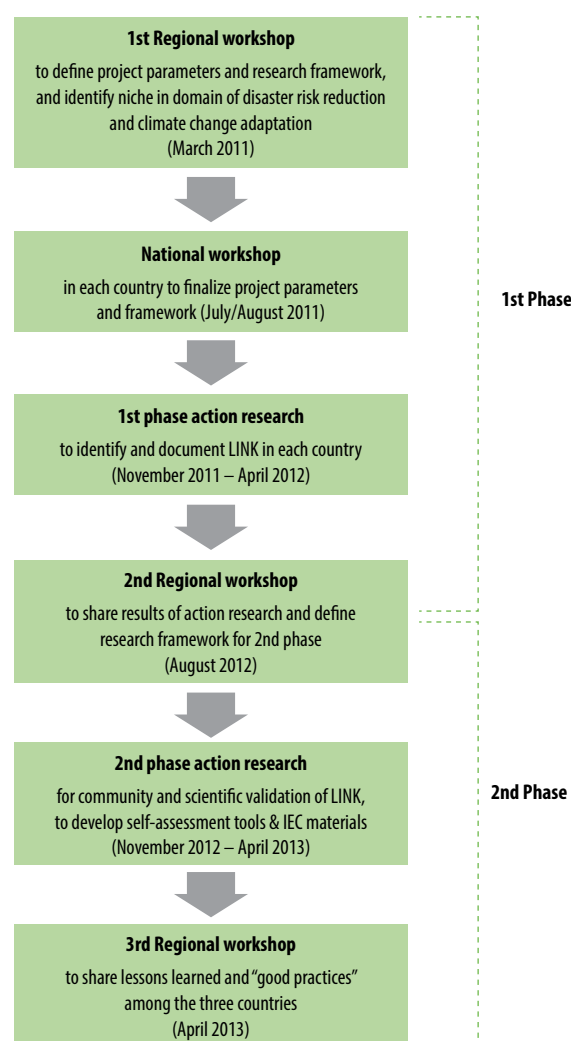 1st Regional workshop
to define project parameters and research framework,
and identify niche in domain of disaster risk reduction
and climate change adaptation
(March 2011)
National workshop
in each country to finalize project parameters
and framework (July/August 2011)
1st Phase
1st phase action research
to identify and document LINK in each country
(November 2011 – April 2012)
2nd Regional workshop
to share results of action research and define
research framework for 2nd phase
(August 2012)
2nd phase action research
for community and scientific validation of LINK,
to develop self-assessment tools & IEC materials
(November 2012 – April 2013)
2nd Phase
3rd Regional workshop
to share lessons learned and “good practices”
among the three countries
(April 2013)